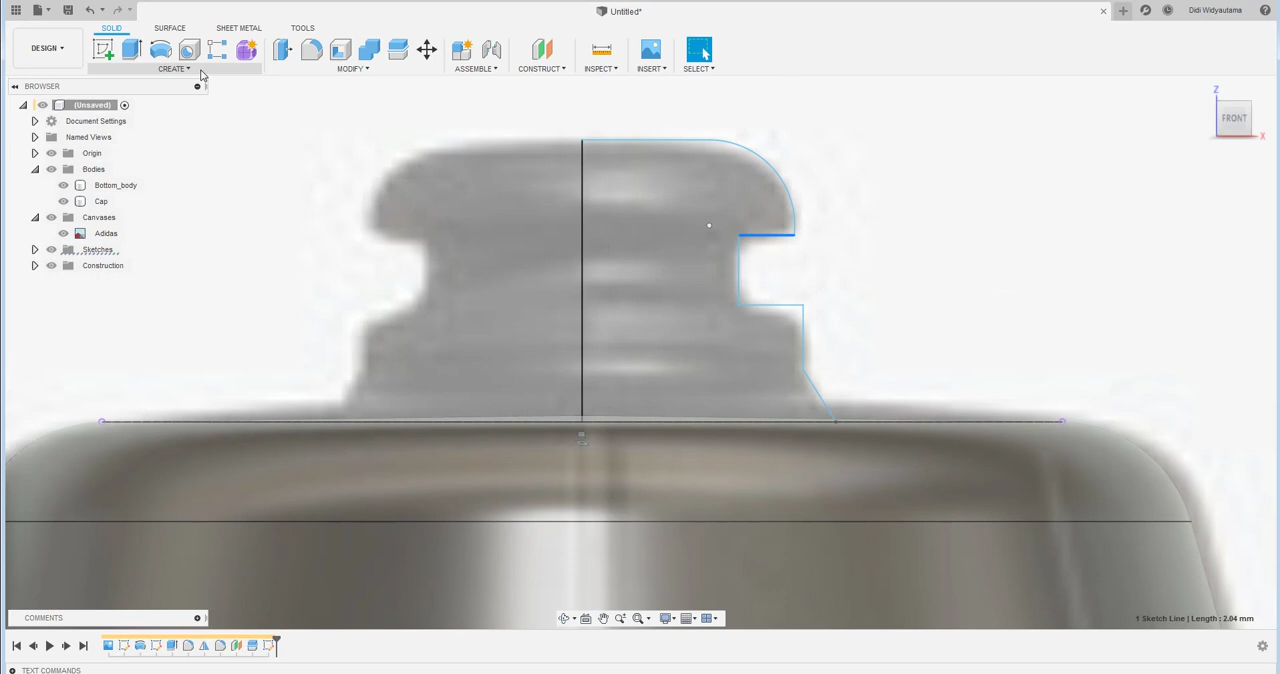 Untitled*
Didi Widyautama
SOLID SURFACE SHEET METAL TOOLS
DESIGN
CREATE MODIFY ASSEMBLE CONSTRUCT INSPECT INSERT SELECT
BROWSER
(Unsaved)
Document Settings
Named Views
Origin
Bodies
Bottom_body
Cap
Canvases
Adidas
Sketches
Construction
Z
FRONT
X
COMMENTS
1 Sketch Line | Length : 2.04 mm
TEXT COMMANDS